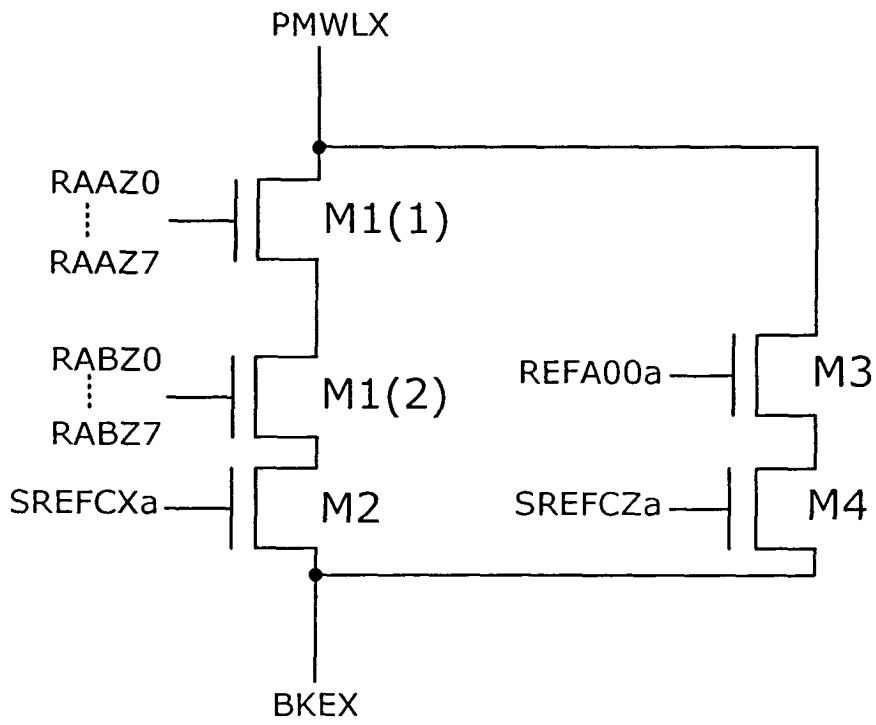 PMWLX
RAAZ0
RAAZ7
M1(1)
RABZ0
RABZ7
M1(2)
REFA00a
M3
SREFCXa
M2
SREFCZa
M4
BKEX